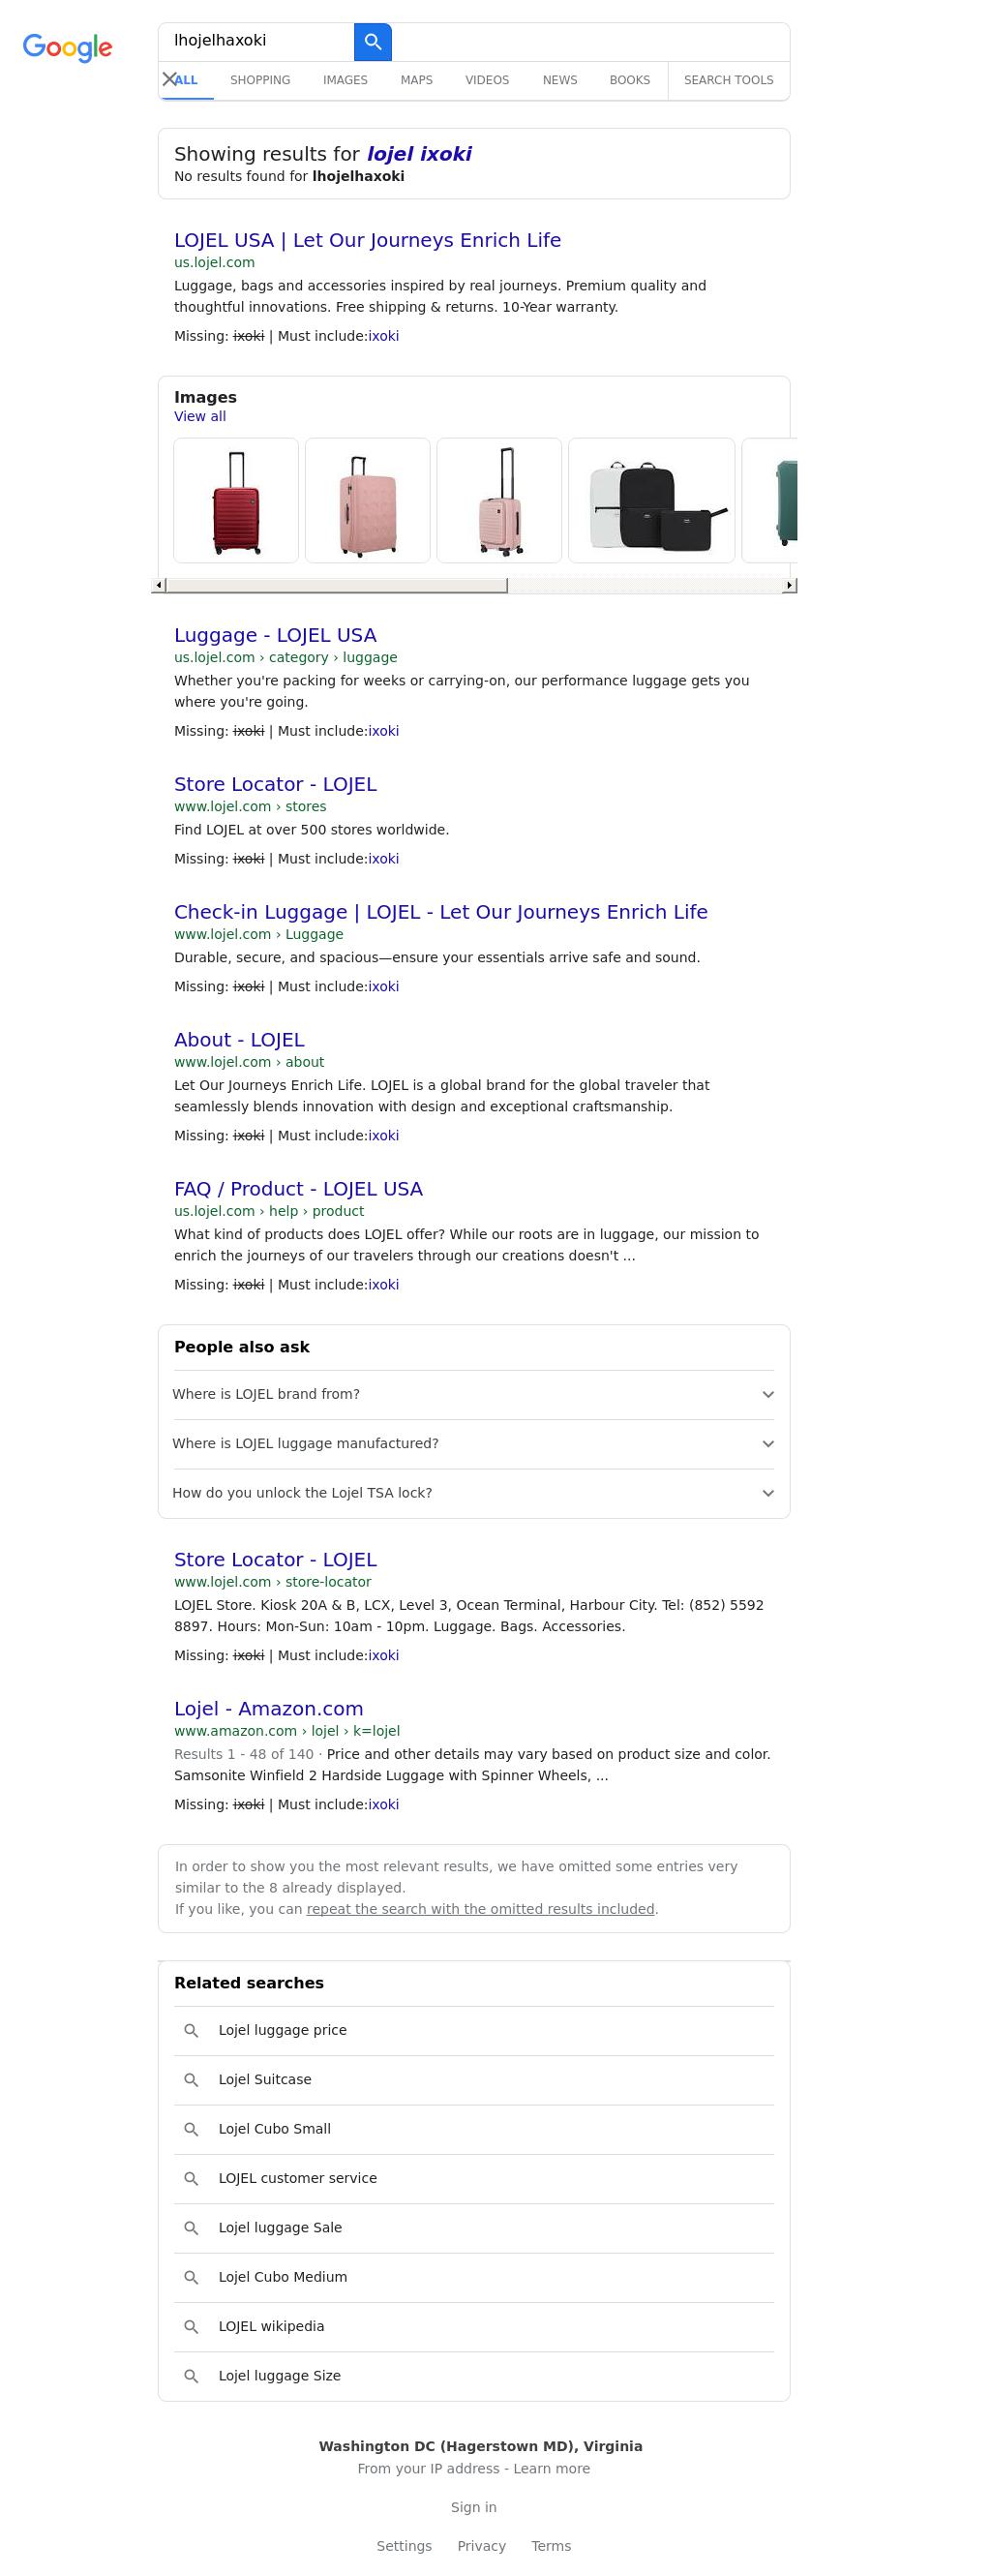 Google
lhojelhaxoki
ALL SHOPPING IMAGES MAPS VIDEOS NEWS BOOKS SEARCH TOOLS
Showing results for lojel ixoki
No results found for lhojelhaxoki
LOJEL USA | Let Our Journeys Enrich Life
us.lojel.com
Luggage, bags and accessories inspired by real journeys. Premium quality and
thoughtful innovations. Free shipping & returns. 10-Year warranty.
Missing: ixoki | Must include:ixoki
Images
View all
Luggage - LOJEL USA
us.lojel.com › category › luggage
Whether you're packing for weeks or carrying-on, our performance luggage gets you
where you're going.
Missing: ixoki | Must include:ixoki
Store Locator - LOJEL
www.lojel.com › stores
Find LOJEL at over 500 stores worldwide.
Missing: ixoki | Must include:ixoki
Check-in Luggage | LOJEL - Let Our Journeys Enrich Life
www.lojel.com › Luggage
Durable, secure, and spacious—ensure your essentials arrive safe and sound.
Missing: ixoki | Must include:ixoki
About - LOJEL
www.lojel.com › about
Let Our Journeys Enrich Life. LOJEL is a global brand for the global traveler that
seamlessly blends innovation with design and exceptional craftsmanship.
Missing: ixoki | Must include:ixoki
FAQ / Product - LOJEL USA
us.lojel.com › help › product
What kind of products does LOJEL offer? While our roots are in luggage, our mission to
enrich the journeys of our travelers through our creations doesn't ...
Missing: ixoki | Must include:ixoki
People also ask
Where is LOJEL brand from?
Where is LOJEL luggage manufactured?
How do you unlock the Lojel TSA lock?
Store Locator - LOJEL
www.lojel.com › store-locator
LOJEL Store. Kiosk 20A & B, LCX, Level 3, Ocean Terminal, Harbour City. Tel: (852) 5592
8897. Hours: Mon-Sun: 10am - 10pm. Luggage. Bags. Accessories.
Missing: ixoki | Must include:ixoki
Lojel - Amazon.com
www.amazon.com › lojel › k=lojel
Results 1 - 48 of 140 · Price and other details may vary based on product size and color.
Samsonite Winfield 2 Hardside Luggage with Spinner Wheels, ...
Missing: ixoki | Must include:ixoki
In order to show you the most relevant results, we have omitted some entries very
similar to the 8 already displayed.
If you like, you can repeat the search with the omitted results included.
Related searches
Lojel luggage price
Lojel Suitcase
Lojel Cubo Small
LOJEL customer service
Lojel luggage Sale
Lojel Cubo Medium
LOJEL wikipedia
Lojel luggage Size
Washington DC (Hagerstown MD), Virginia
From your IP address - Learn more
Sign in
Settings Privacy Terms